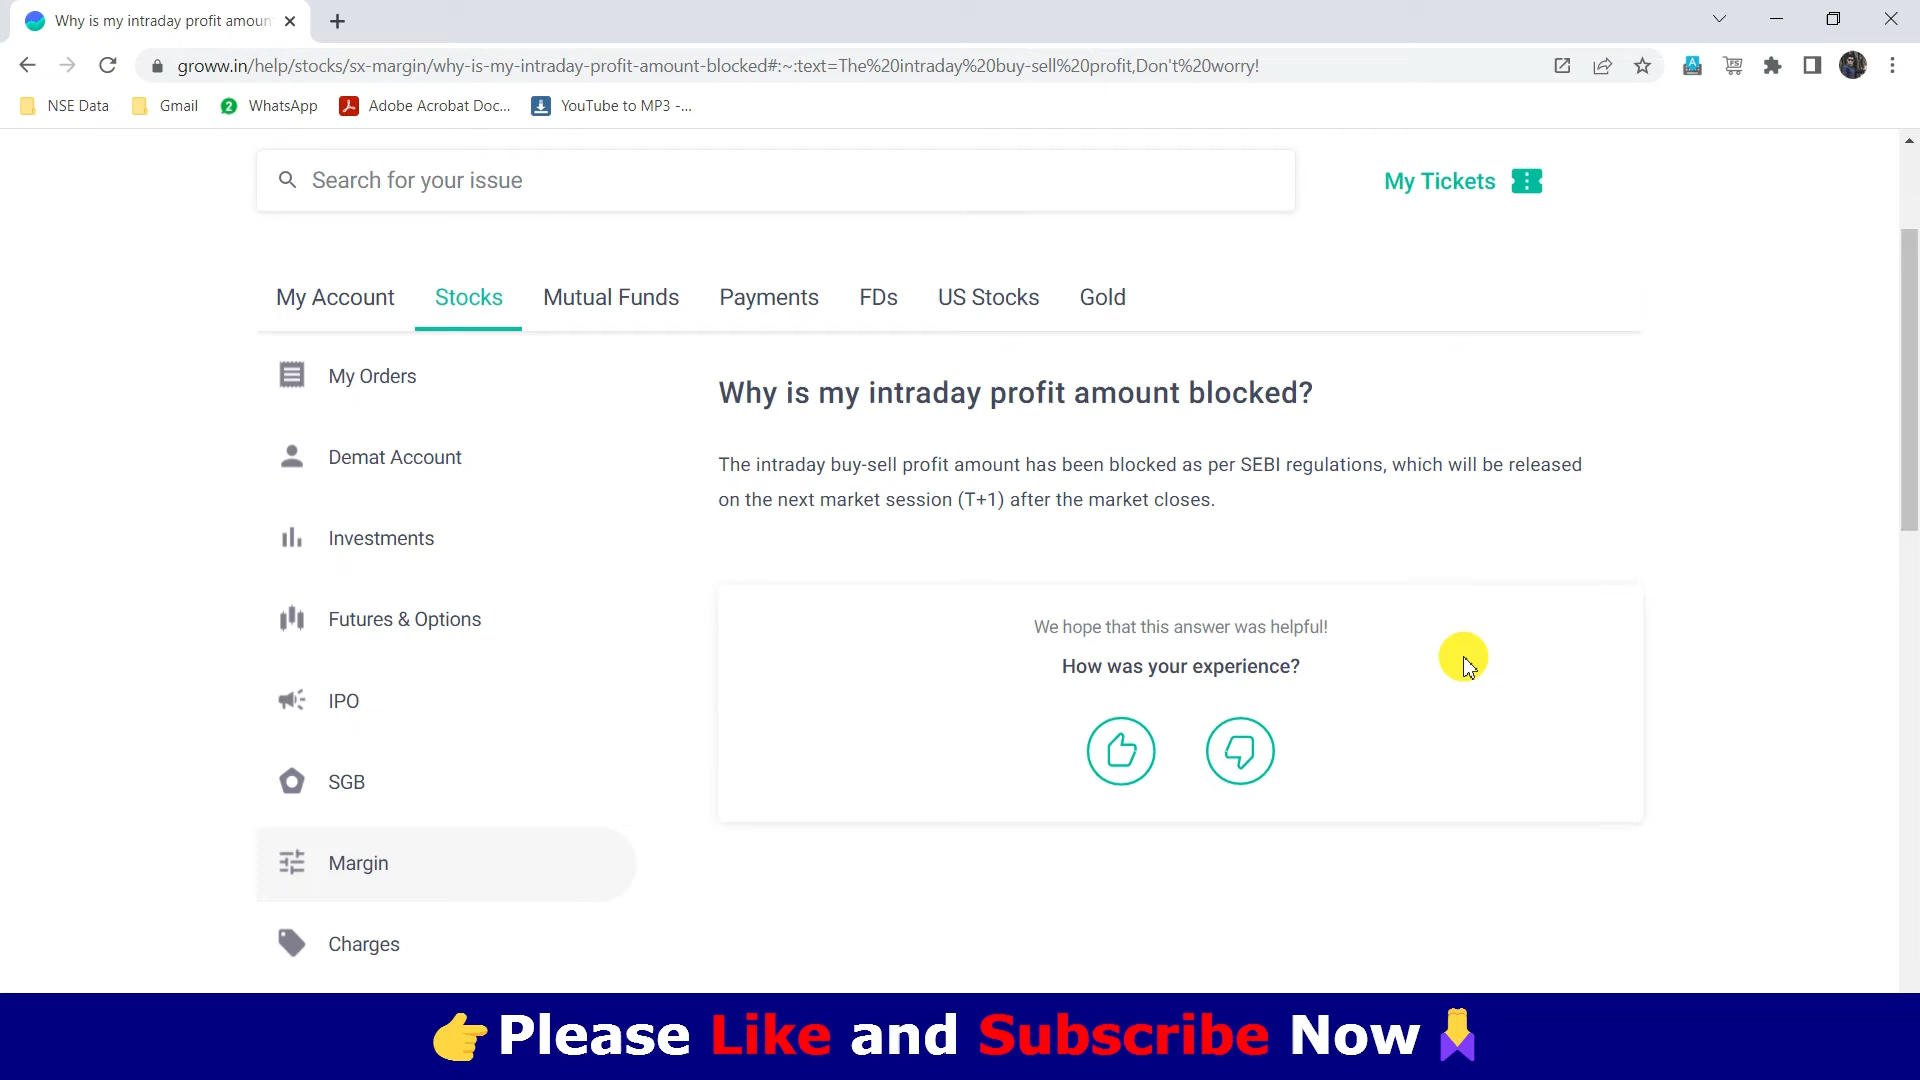 Why is my intraday profit amoun
groww.in/help/stocks/sx-margin/why-is-my-intraday-profit-amount-blocked#:~:text=The%20intraday%20buy-sell%20profit,Don't%20worry!
NSE Data Gmail 2 WhatsApp Adobe Acrobat Doc... YouTube to MP3 -...
Search for your issue
My Tickets
My Account Stocks Mutual Funds Payments FDs US Stocks Gold
My Orders
Demat Account
Investments
Futures & Options
IPO
SGB
Margin
Charges
Why is my intraday profit amount blocked?
The intraday buy-sell profit amount has been blocked as per SEBI regulations, which will be released
on the next market session (T+1) after the market closes.
We hope that this answer was helpful!
How was your experience?
Please Like and Subscribe Now